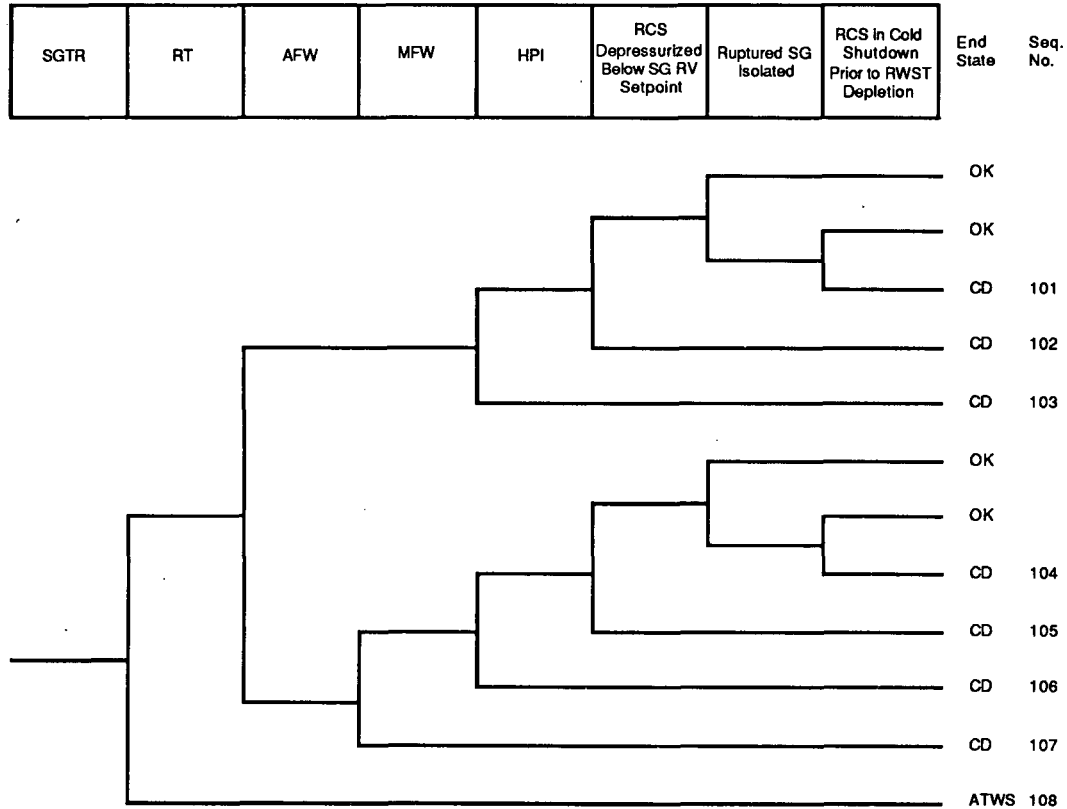 SGTR
RT
AFW
MFW
HPI
RCS
Depressurized
Below SG RV
Setpoint
Ruptured SG
Isolated
RCS in Cold
Shutdown
Prior to RWST
Depletion
End
State
Seq.
No.
OK
OK
CD 101
CD 102
CD 103
OK
OK
CD 104
CD 105
CD 106
CD 107
ATWS 108